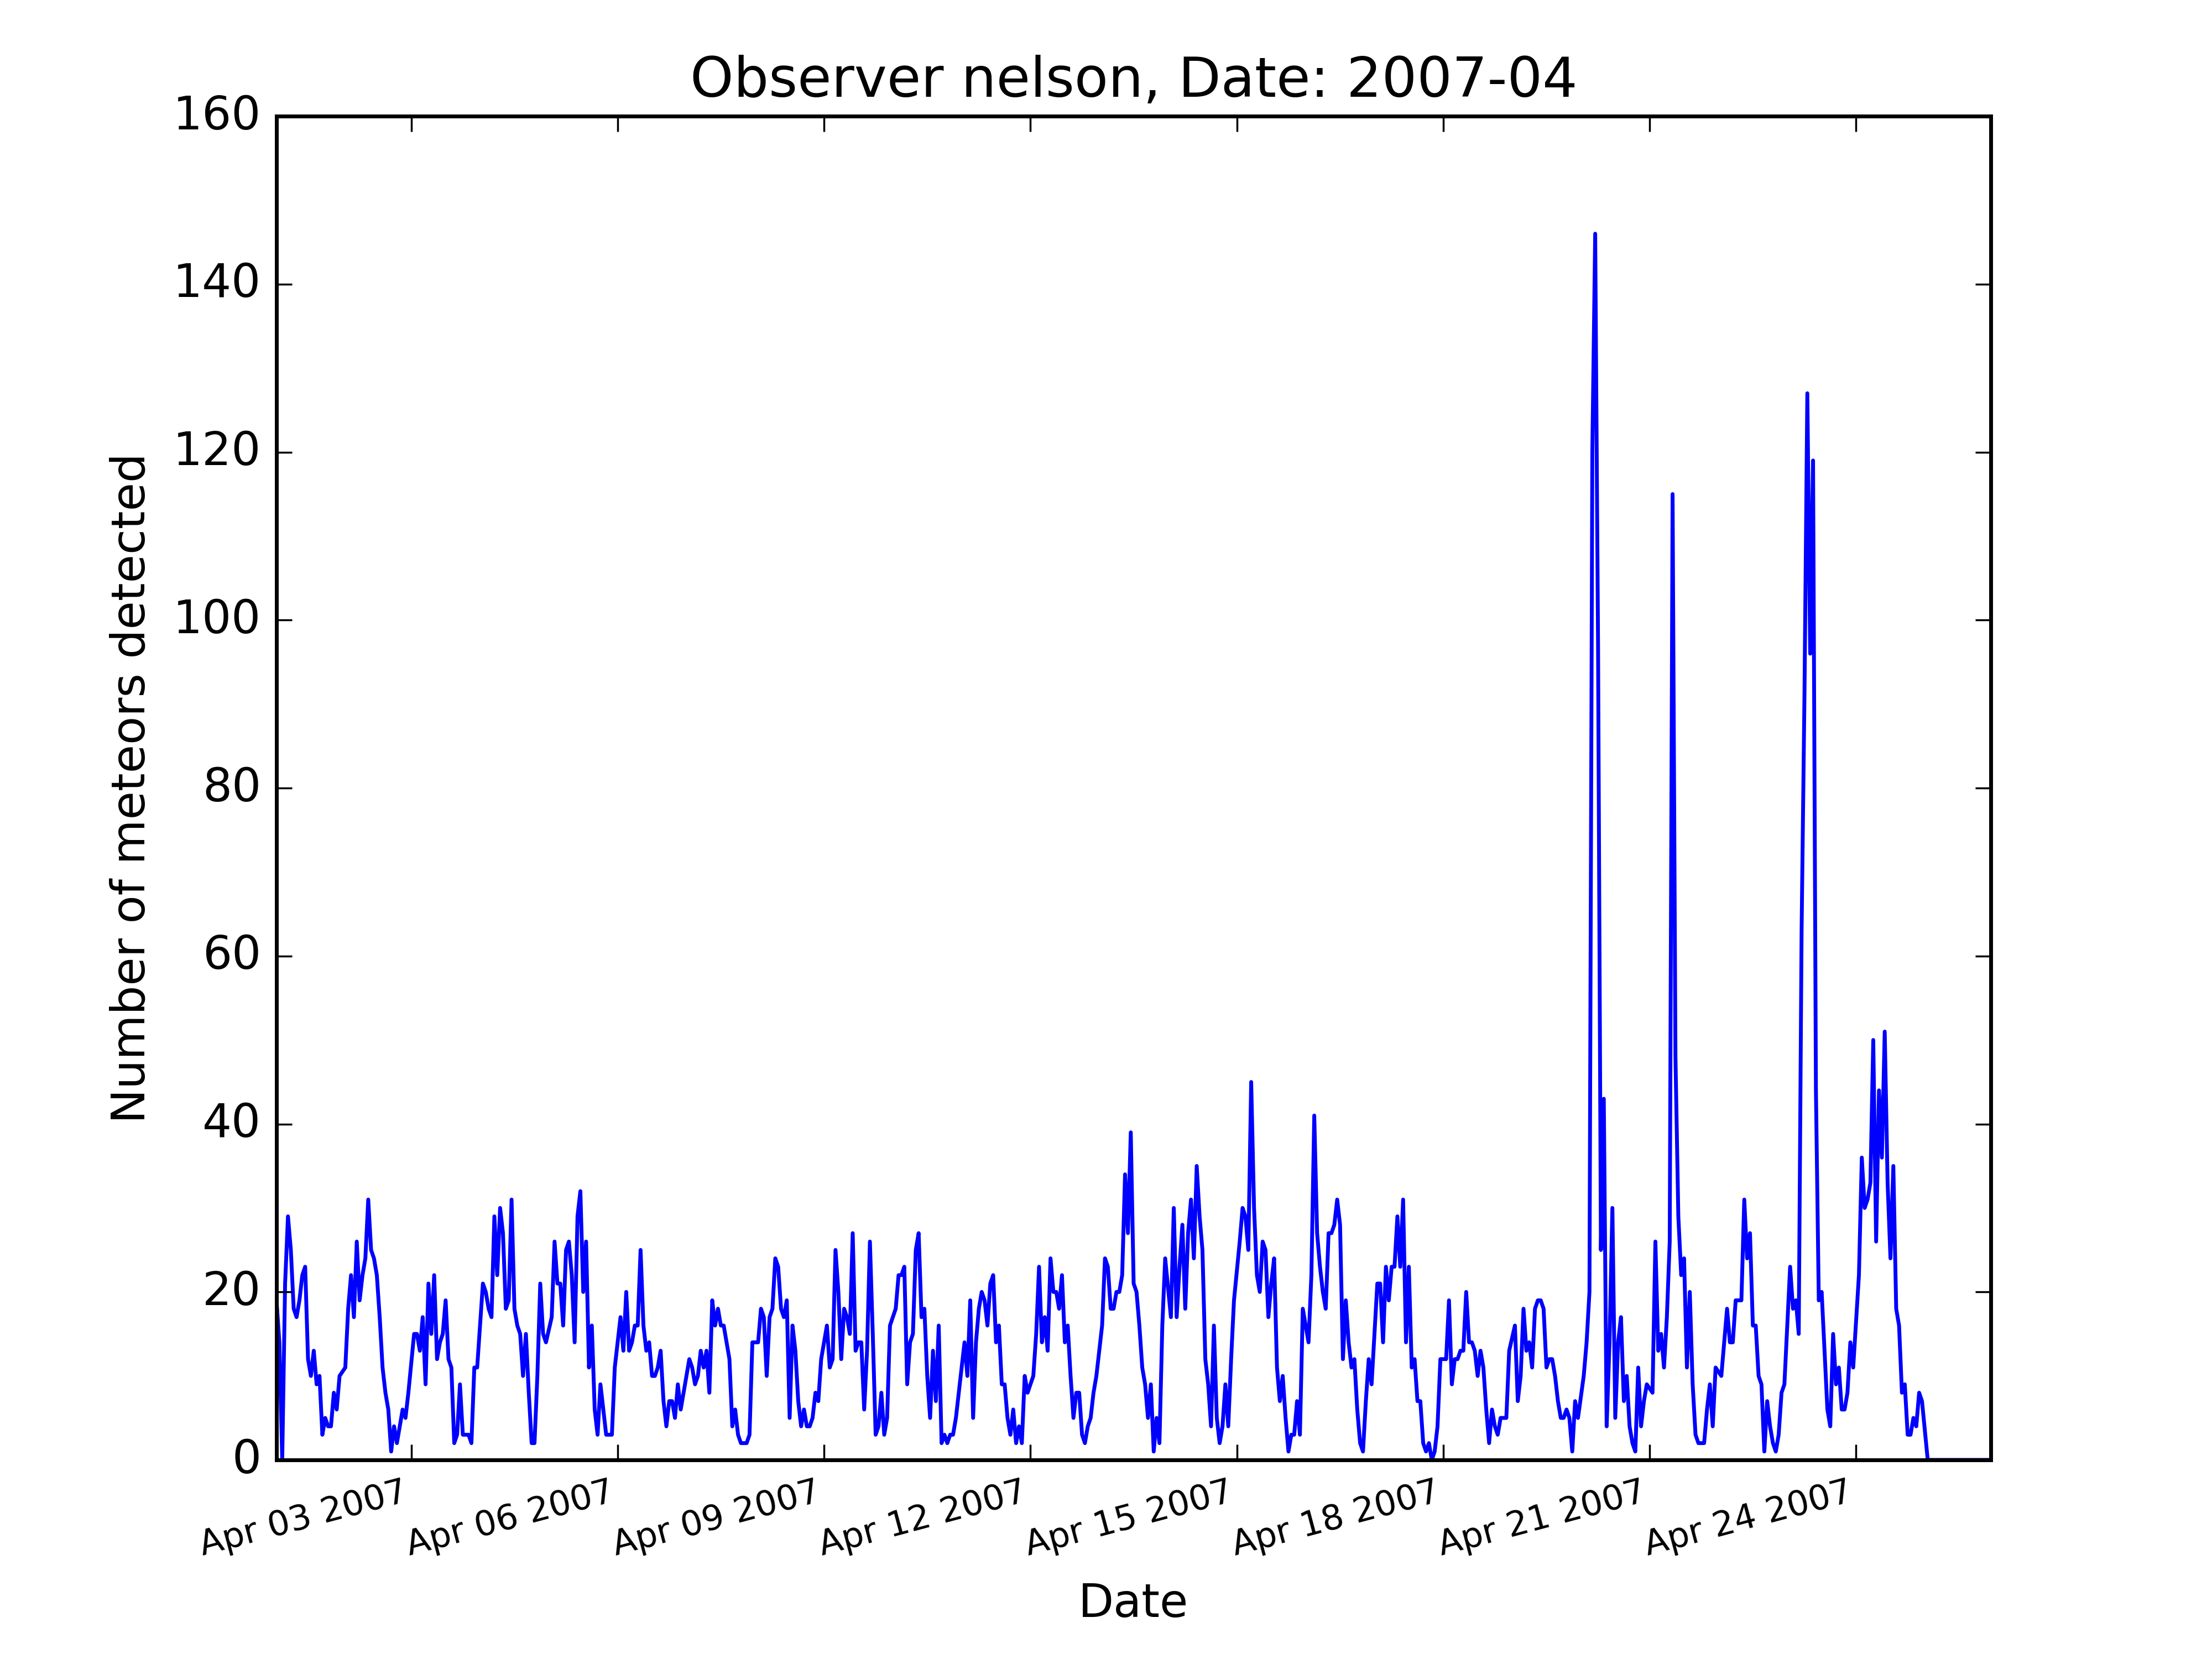 Observer nelson, Date: 2007-04
160
140
120
100
80
60
40
20
0
Number of meteors detected
Apr 03 2007
Apr 06 2007
Apr 09 2007
Apr 12 2007
Apr 15 2007
Apr 18 2007
Apr 21 2007
Apr 24 2007
Date